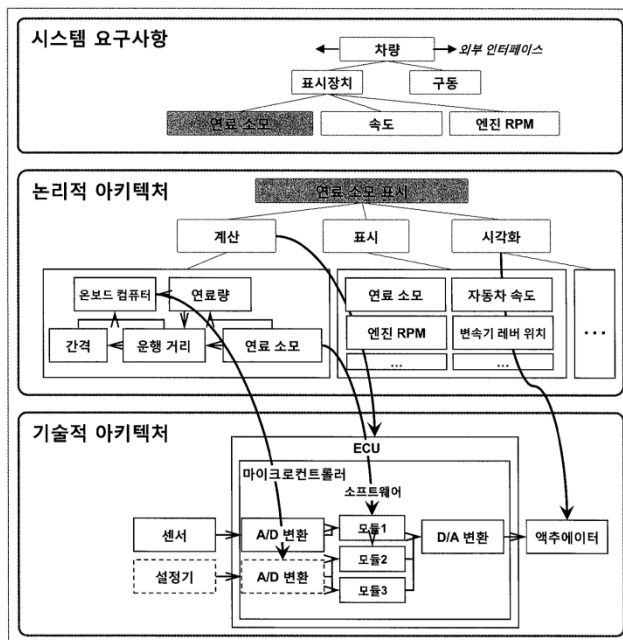 시스템 요구사항
차량
외부 인터페이스
표시장치
구동
연료 소모
속도
엔진 RPM
논리적 아키텍처
연료 소모 표시
계산
표시
시각화
온보드 컴퓨터
연료량
간격
운행 거리
연료 소모
연료 소모
자동차 속도
엔진 RPM
변속기 레버 위치
...
...
...
기술적 아키텍처
ECU
마이크로컨트롤러
소프트웨어
센서
A/D 변환
모듈1
D/A 변환
액추에이터
설정기
A/D 변환
모듈2
모듈3